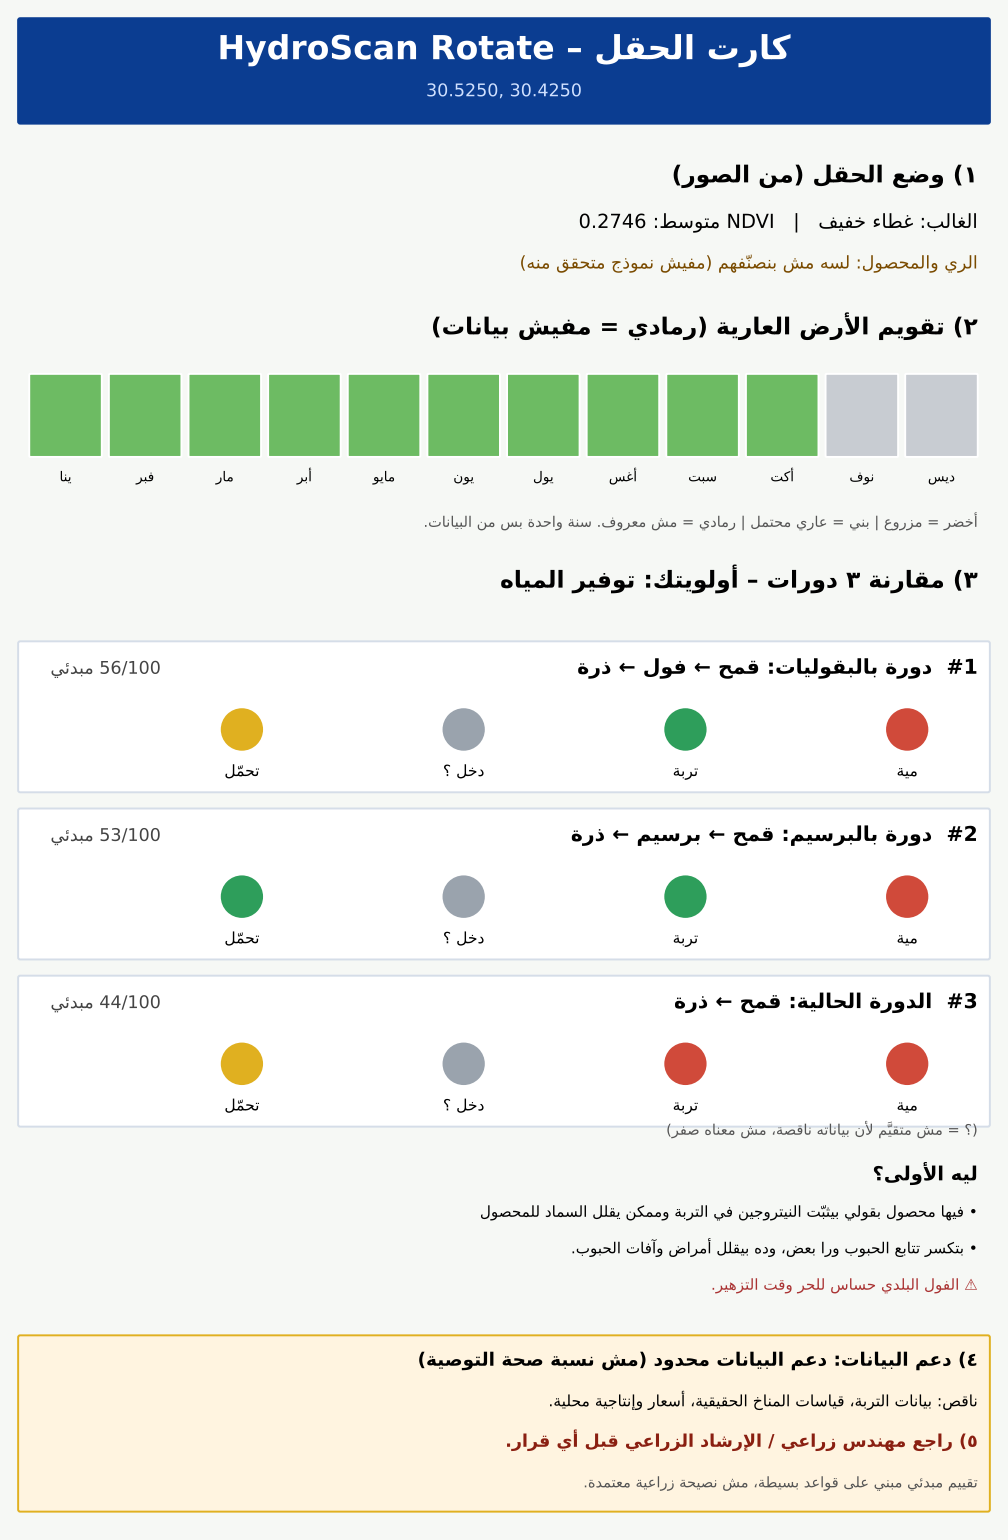 كارت الحقل – HydroScan Rotate
30.5250, 30.4250
١) وضع الحقل (من الصور)
الغالب: غطاء خفيف | NDVI متوسط: 0.2746
الري والمحصول: لسه مش بنصنّفهم (مفيش نموذج متحقق منه)
٢) تقويم الأرض العارية (رمادي = مفيش بيانات)
ينا فبر مار أبر مايو يون يول أغس سبت أكت نوف ديس
أخضر = مزروع | بني = عاري محتمل | رمادي = مش معروف. سنة واحدة بس من البيانات.
٣) مقارنة ٣ دورات – أولويتك: توفير المياه
#1 دورة بالبقوليات: قمح ← فول ← ذرة 56/100 مبدئي
مية تربة دخل ؟ تحمّل
#2 دورة بالبرسيم: قمح ← برسيم ← ذرة 53/100 مبدئي
مية تربة دخل ؟ تحمّل
#3 الدورة الحالية: قمح ← ذرة 44/100 مبدئي
مية تربة دخل ؟ تحمّل
(؟ = مش متقيَّم لأن بياناته ناقصة، مش معناه صفر)
ليه الأولى؟
• فيها محصول بقولي بيثبّت النيتروجين في التربة وممكن يقلل السماد للمحصول
• بتكسر تتابع الحبوب ورا بعض، وده بيقلل أمراض وآفات الحبوب.
⚠ الفول البلدي حساس للحر وقت التزهير.
٤) دعم البيانات: دعم البيانات محدود (مش نسبة صحة التوصية)
ناقص: بيانات التربة، قياسات المناخ الحقيقية، أسعار وإنتاجية محلية.
٥) راجع مهندس زراعي / الإرشاد الزراعي قبل أي قرار.
تقييم مبدئي مبني على قواعد بسيطة، مش نصيحة زراعية معتمدة.